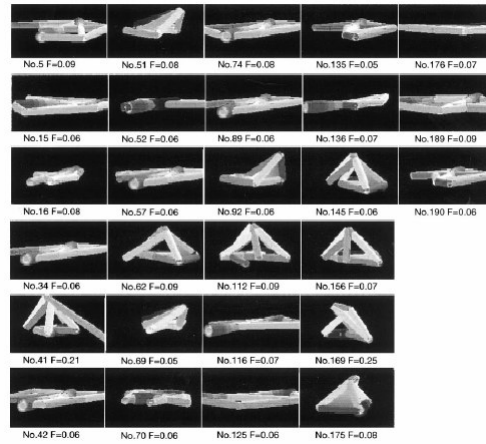 No.5 F=0.09 No.51 F=0.08 No.74 F=0.08 No.135 F=0.05 No.176 F=0.07
No.15 F=0.06 No.52 F=0.06 No.89 F=0.06 No.136 F=0.07 No.189 F=0.09
No.16 F=0.08 No.57 F=0.06 No.92 F=0.06 No.145 F=0.06 No.190 F=0.06
No.34 F=0.06 No.62 F=0.09 No.112 F=0.09 No.156 F=0.07
No.41 F=0.21 No.69 F=0.05 No.116 F=0.07 No.169 F=0.25
No.42 F=0.06 No.70 F=0.06 No.125 F=0.06 No.175 F=0.08